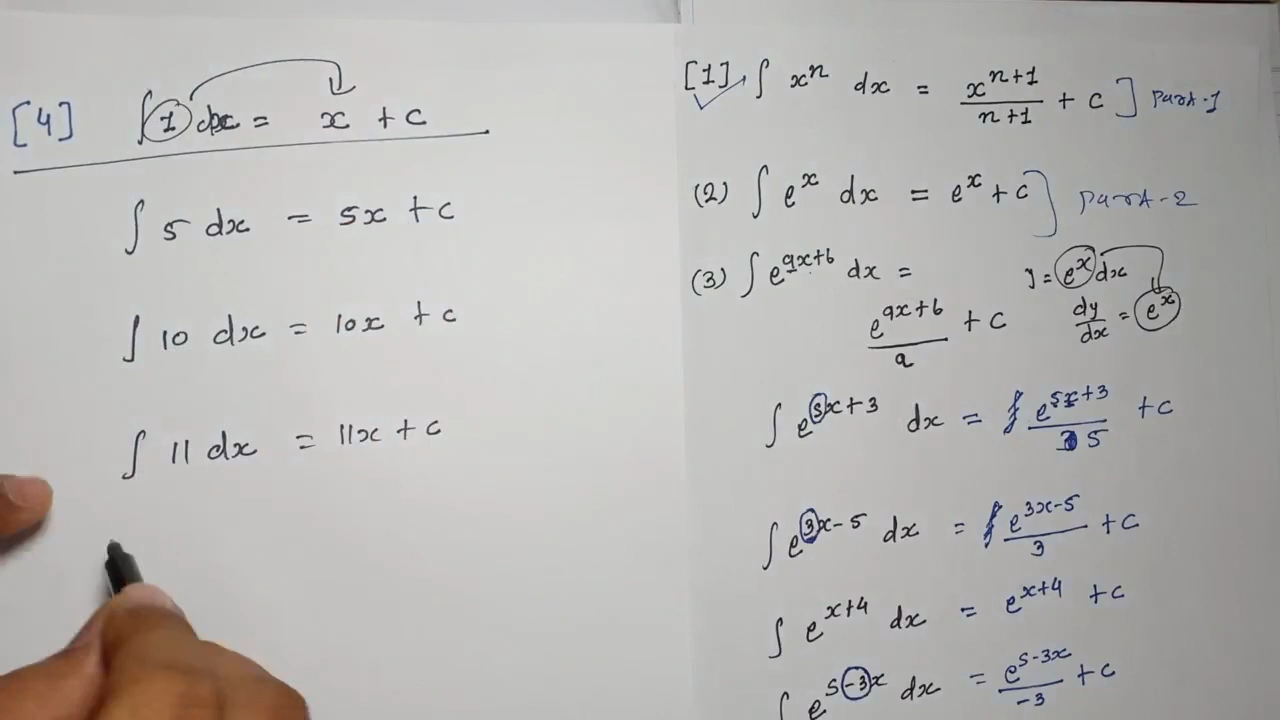 [4] ∫ 1 dx = x + c
∫ 5 dx = 5x + c
∫ 10 dx = 10x + c
∫ 11 dx = 11x + c
[1] ∫ xⁿ dx = xⁿ⁺¹/n+1 + c ] Part-1
(2) ∫ eˣ dx = eˣ + c ] Part-2
(3) ∫ e^ax+b dx =
e^ax+b/a + c
y = eˣ dx
dy/dx = eˣ
∫ e^5x+3 dx = e^5x+3/5 + c
∫ e^3x-5 dx = e^3x-5/3 + c
∫ e^x+4 dx = e^x+4 + c
∫ e^5-3x dx = e^5-3x/-3 + c